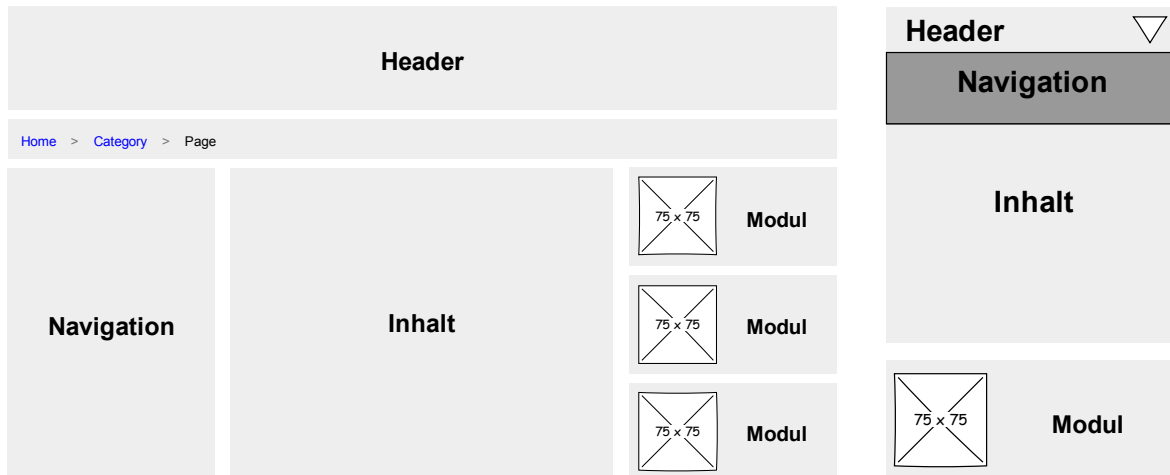 Header
Home > Category > Page
Navigation
Inhalt
75 x 75
Modul
75 x 75
Modul
75 x 75
Modul
Header
Navigation
Inhalt
75 x 75
Modul